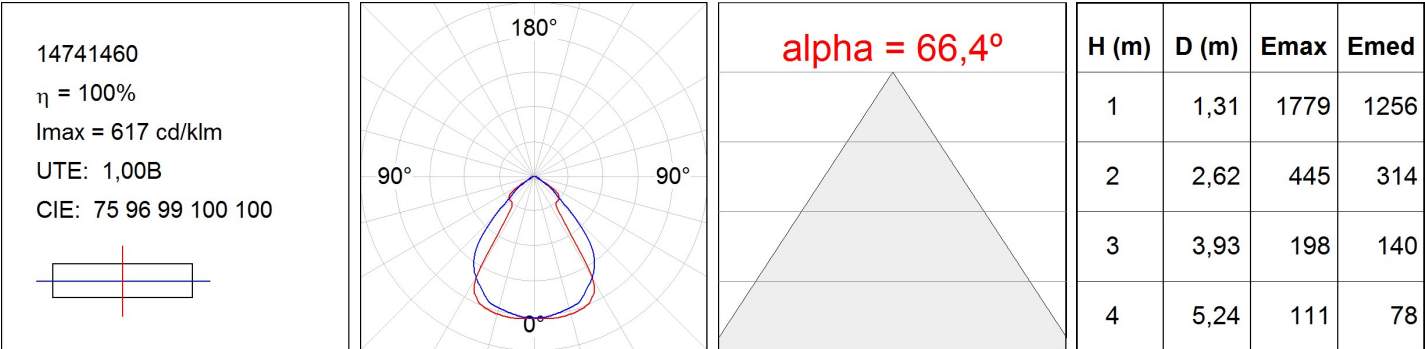 14741460
η = 100%
Imax = 617 cd/klm
UTE: 1,00B
CIE: 75 96 99 100 100
180°
90° 90°
0°
alpha = 66,4º
H (m) D (m) Emax Emed
1 1,31 1779 1256
2 2,62 445 314
3 3,93 198 140
4 5,24 111 78